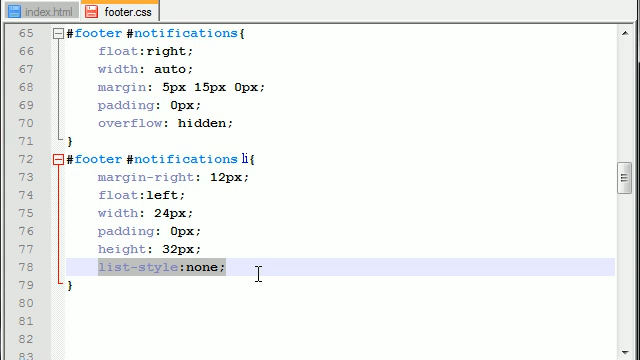 index.html footer.css
65 #footer #notifications{
66 float:right;
67 width: auto;
68 margin: 5px 15px 0px;
69 padding: 0px;
70 overflow: hidden;
71 }
72 #footer #notifications li{
73 margin-right: 12px;
74 float:left;
75 width: 24px;
76 padding: 0px;
77 height: 32px;
78 list-style:none;
79 }
80
81
82
83